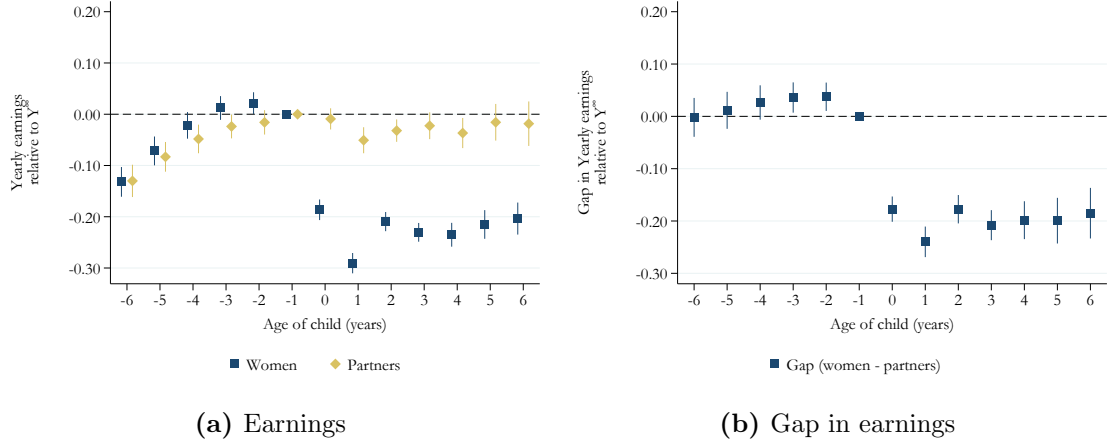 0.20
0.10
0.00
-0.10
-0.20
-0.30
Yearly earnings
relative to Y
-6 -5 -4 -3 -2 -1 0 1 2 3 4 5 6
Age of child (years)
Women Partners
(a) Earnings
0.20
0.10
0.00
-0.10
-0.20
-0.30
Gap in Yearly earnings
relative to Y∞
-6 -5 -4 -3 -2 -1 0 1 2 3 4 5 6
Age of child (years)
Gap (women - partners)
(b) Gap in earnings